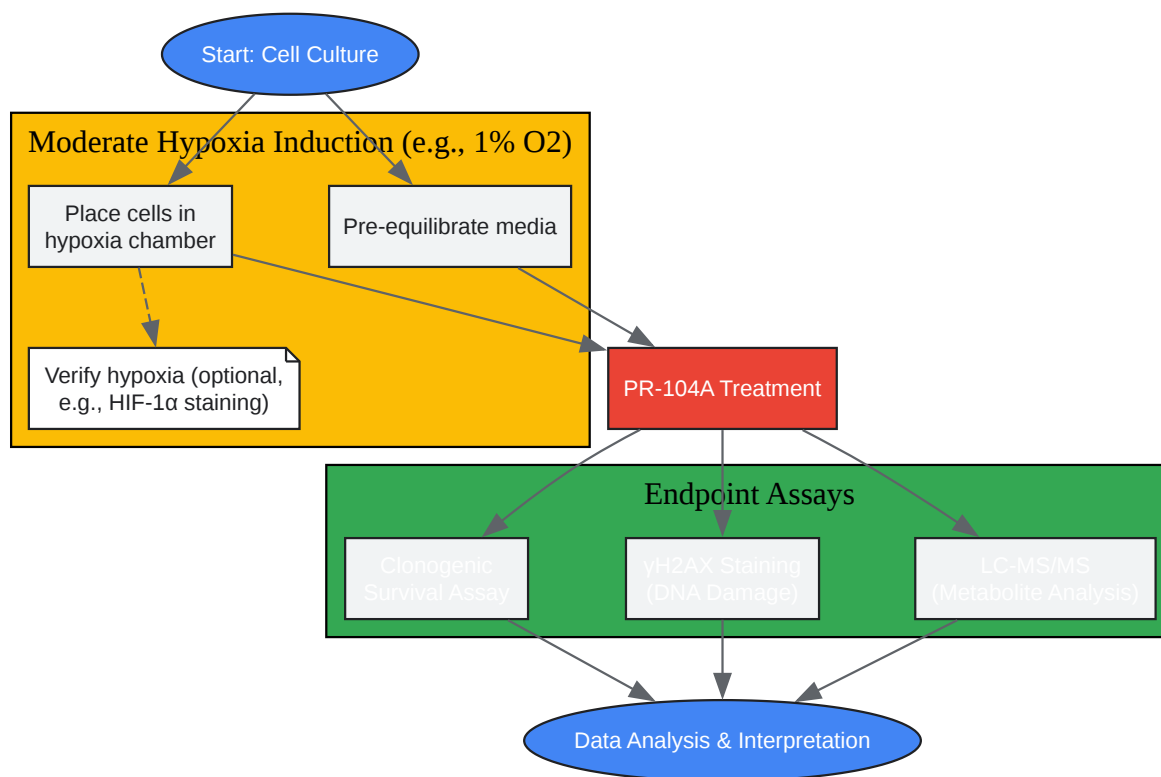 Start: Cell Culture
Moderate Hypoxia Induction (e.g., 1% O2)
Place cells in
hypoxia chamber
Pre-equilibrate media
Verify hypoxia (optional,
e.g., HIF-1α staining)
PR-104A Treatment
Endpoint Assays
Clonogenic
Survival Assay
γH2AX Staining
(DNA Damage)
LC-MS/MS
(Metabolite Analysis)
Data Analysis & Interpretation